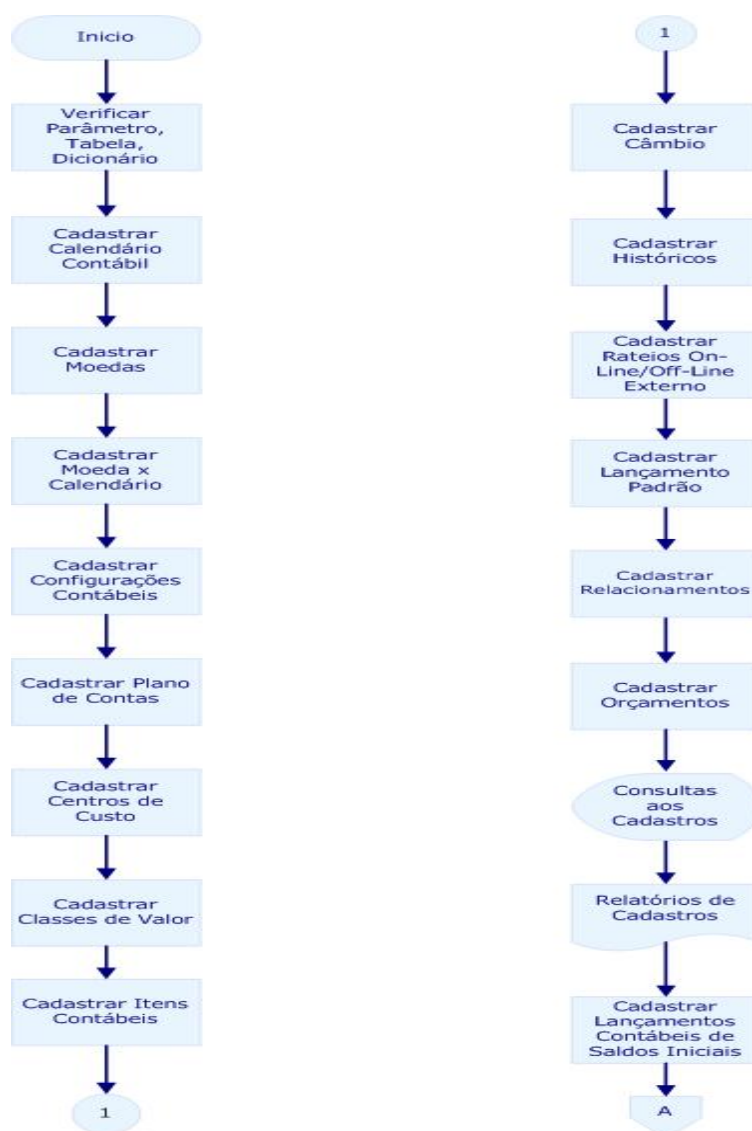 Inicio
Verificar
Parâmetro,
Tabela,
Dicionário
Cadastrar
Calendário
Contábil
Cadastrar
Moedas
Cadastrar
Moeda x
Calendário
Cadastrar
Configurações
Contábeis
Cadastrar Plano
de Contas
Cadastrar
Centros de
Custo
Cadastrar
Classes de Valor
Cadastrar Itens
Contábeis
1
1
Cadastrar
Câmbio
Cadastrar
Históricos
Cadastrar
Rateios On-
Line/Off-Line
Externo
Cadastrar
Lançamento
Padrão
Cadastrar
Relacionamentos
Cadastrar
Orçamentos
Consultas
aos
Cadastros
Relatórios de
Cadastros
Cadastrar
Lançamentos
Contábeis de
Saldos Iniciais
A